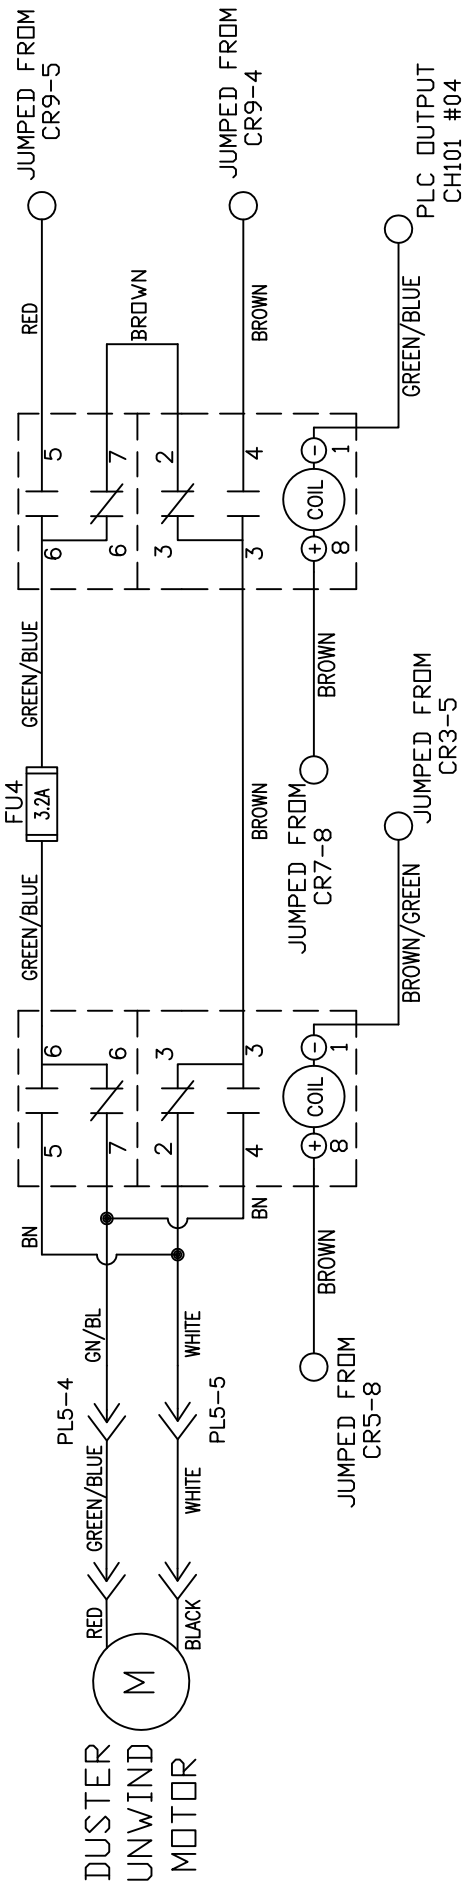 DUSTER
UNWIND
MOTOR
M
RED
BLACK
GREEN/BLUE
WHITE
PL5-4
PL5-5
GN/BL
WHITE
BN
BN
5
6
7
6
2
3
4
3
COIL
+
-
8
1
BROWN
JUMPED FROM
CR5-8
BROWN/GREEN
JUMPED FROM
CR3-5
GREEN/BLUE
FU4
3.2A
GREEN/BLUE
BROWN
6
5
6
7
3
2
3
4
COIL
+
-
8
1
BROWN
JUMPED FROM
CR7-8
GREEN/BLUE
PLC OUTPUT
CH101 #04
RED
JUMPED FROM
CR9-5
BROWN
BROWN
JUMPED FROM
CR9-4